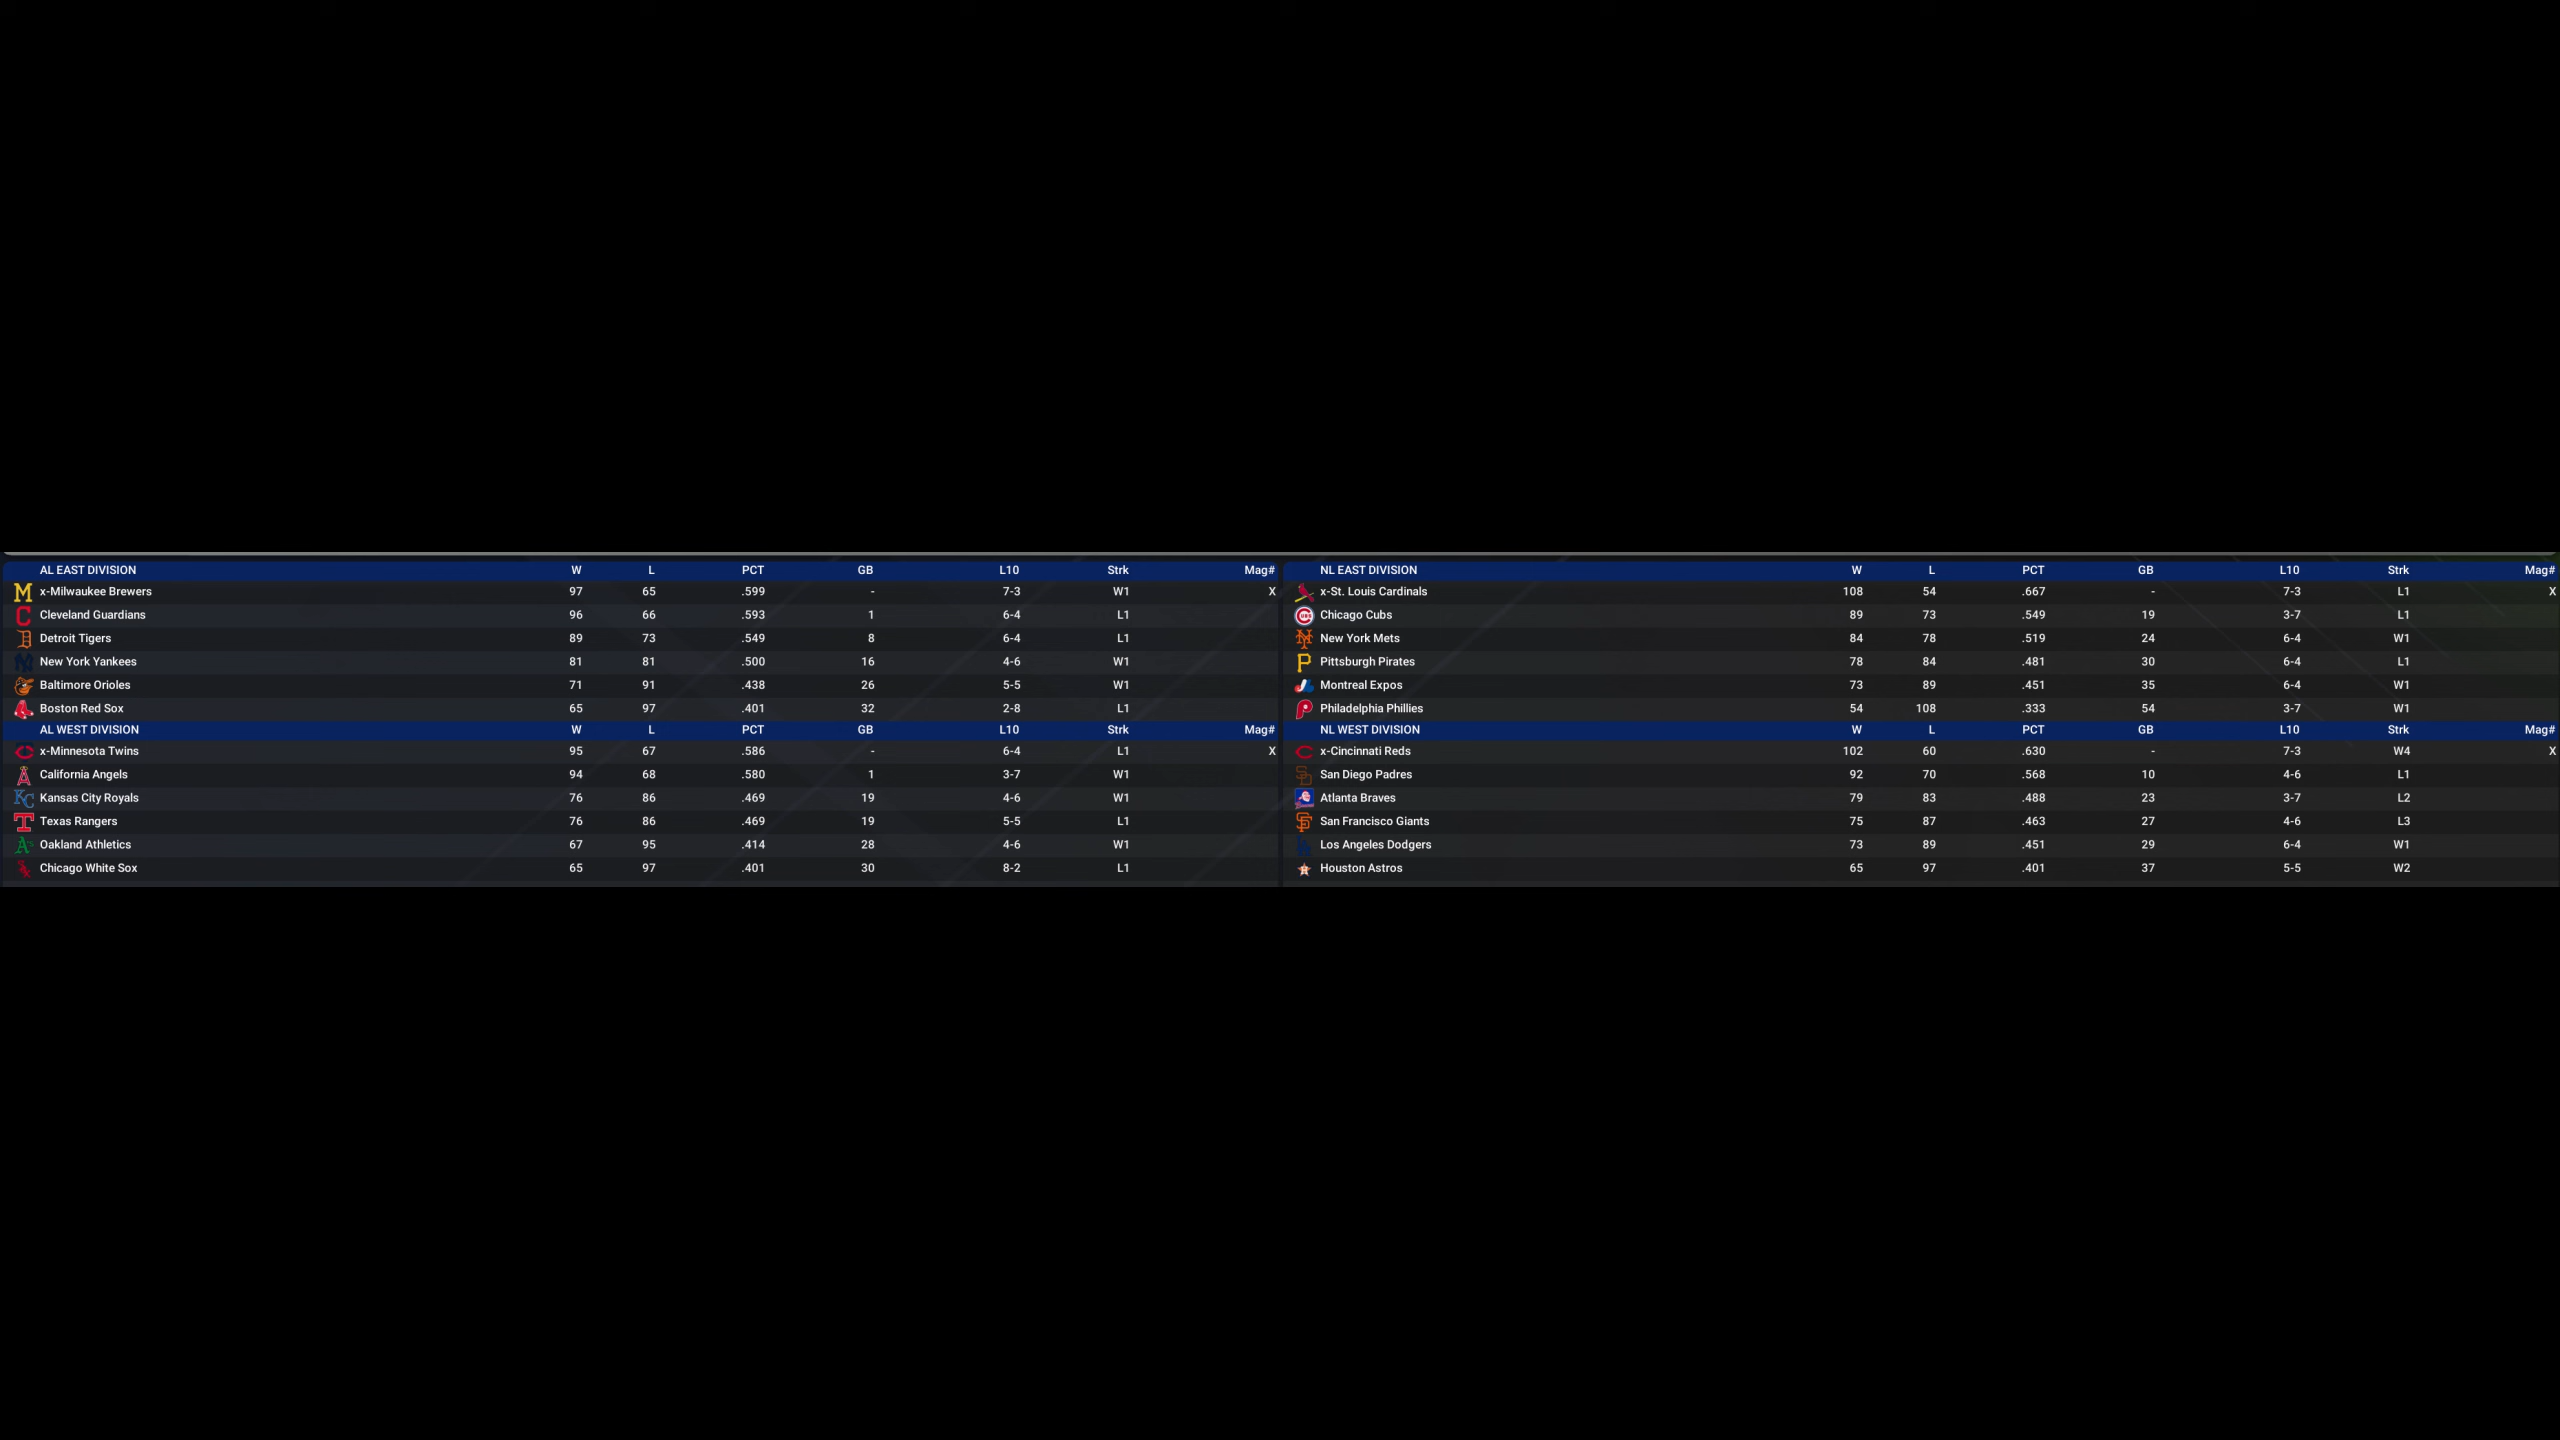 AL EAST DIVISION W L PCT GB L10 Strk Mag#
x-Milwaukee Brewers 97 65 .599 - 7-3 W1 X
Cleveland Guardians 96 66 .593 1 6-4 L1
Detroit Tigers 89 73 .549 8 6-4 L1
New York Yankees 81 81 .500 16 4-6 W1
Baltimore Orioles 71 91 .438 26 5-5 W1
Boston Red Sox 65 97 .401 32 2-8 L1
AL WEST DIVISION W L PCT GB L10 Strk Mag#
x-Minnesota Twins 95 67 .586 - 6-4 L1 X
California Angels 94 68 .580 1 3-7 W1
Kansas City Royals 76 86 .469 19 4-6 W1
Texas Rangers 76 86 .469 19 5-5 L1
Oakland Athletics 67 95 .414 28 4-6 W1
Chicago White Sox 65 97 .401 30 8-2 L1
NL EAST DIVISION W L PCT GB L10 Strk Mag#
x-St. Louis Cardinals 108 54 .667 - 7-3 L1 X
Chicago Cubs 89 73 .549 19 3-7 L1
New York Mets 84 78 .519 24 6-4 W1
Pittsburgh Pirates 78 84 .481 30 6-4 L1
Montreal Expos 73 89 .451 35 6-4 W1
Philadelphia Phillies 54 108 .333 54 3-7 W1
NL WEST DIVISION W L PCT GB L10 Strk Mag#
x-Cincinnati Reds 102 60 .630 - 7-3 W4 X
San Diego Padres 92 70 .568 10 4-6 L1
Atlanta Braves 79 83 .488 23 3-7 L2
San Francisco Giants 75 87 .463 27 4-6 L3
Los Angeles Dodgers 73 89 .451 29 6-4 W1
Houston Astros 65 97 .401 37 5-5 W2